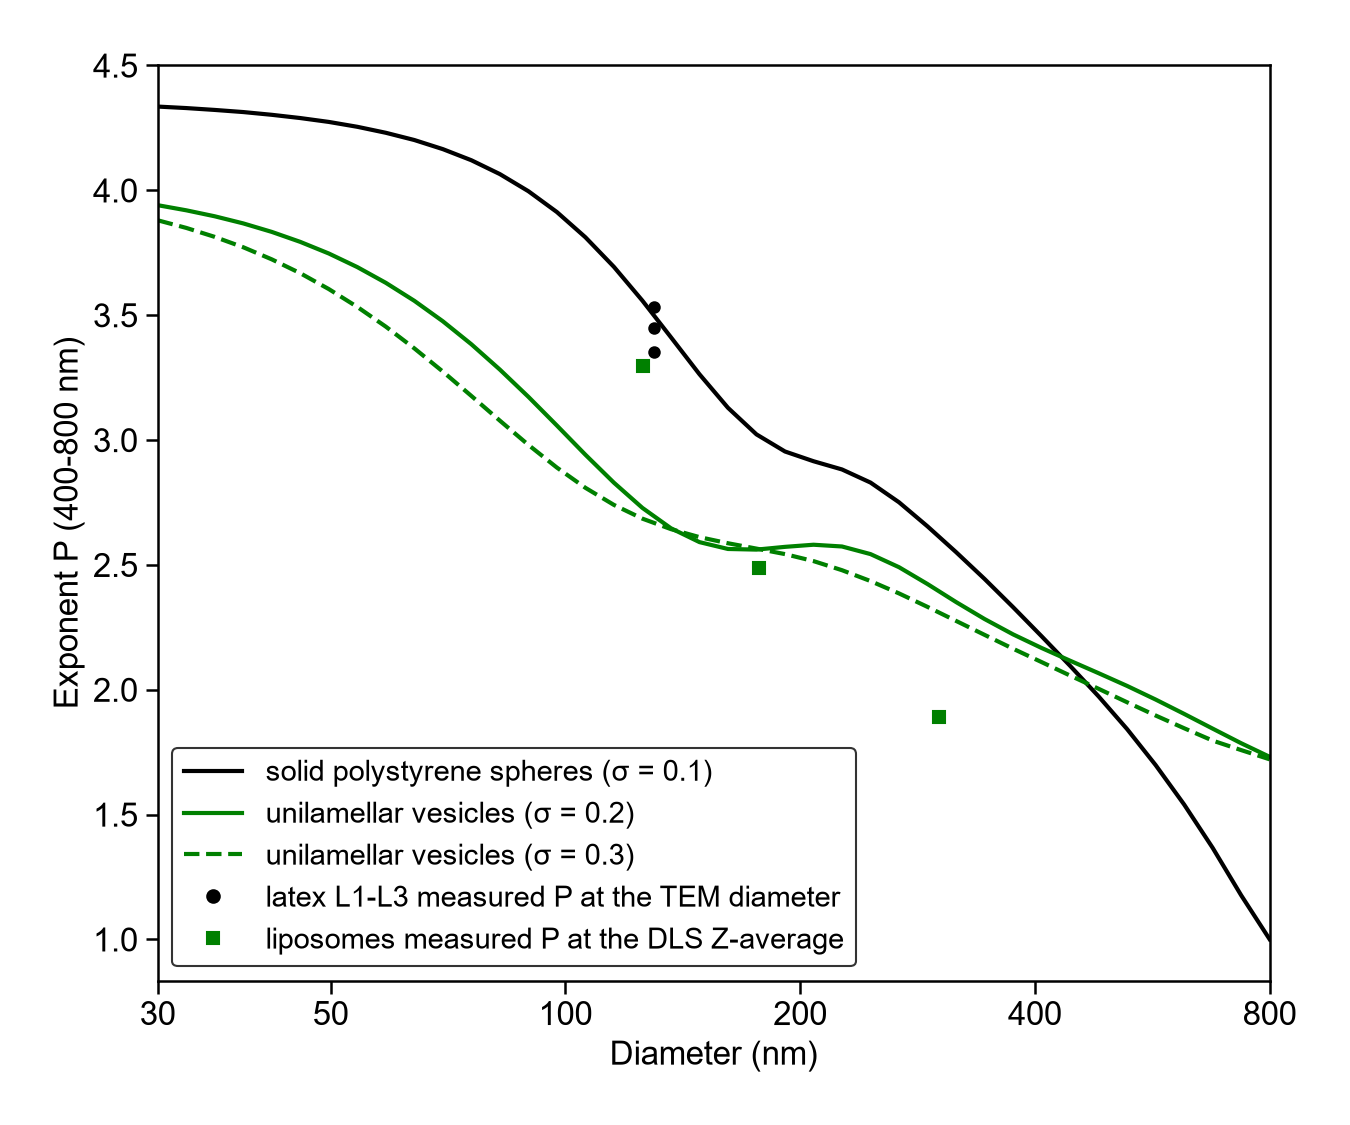 4.5
4.0
3.5
3.0
2.5
2.0
1.5
1.0
Exponent P (400-800 nm)
solid polystyrene spheres (σ = 0.1)
unilamellar vesicles (σ = 0.2)
unilamellar vesicles (σ = 0.3)
latex L1-L3 measured P at the TEM diameter
liposomes measured P at the DLS Z-average
30 50 100 200 400 800
Diameter (nm)